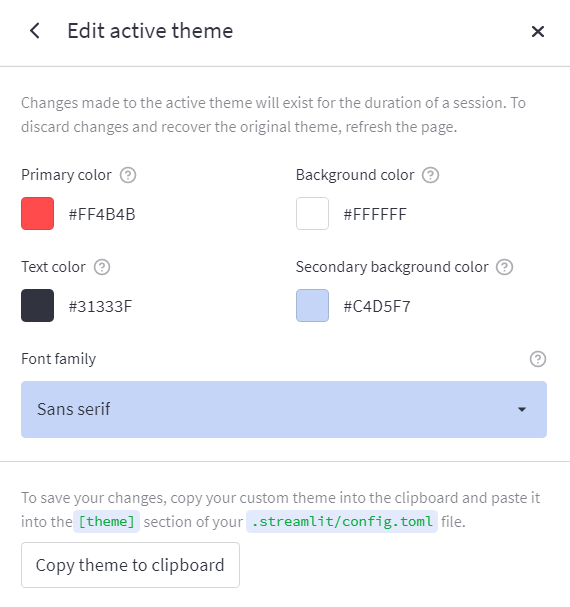 Edit active theme
Changes made to the active theme will exist for the duration of a session. To
discard changes and recover the original theme, refresh the page.
Primary color
Background color
#FF4B4B
#FFFFFF
Text color
Secondary background color
#31333F
#C4D5F7
Font family
Sans serif
To save your changes, copy your custom theme into the clipboard and paste it
into the [theme] section of your .streamlit/config.toml file.
Copy theme to clipboard